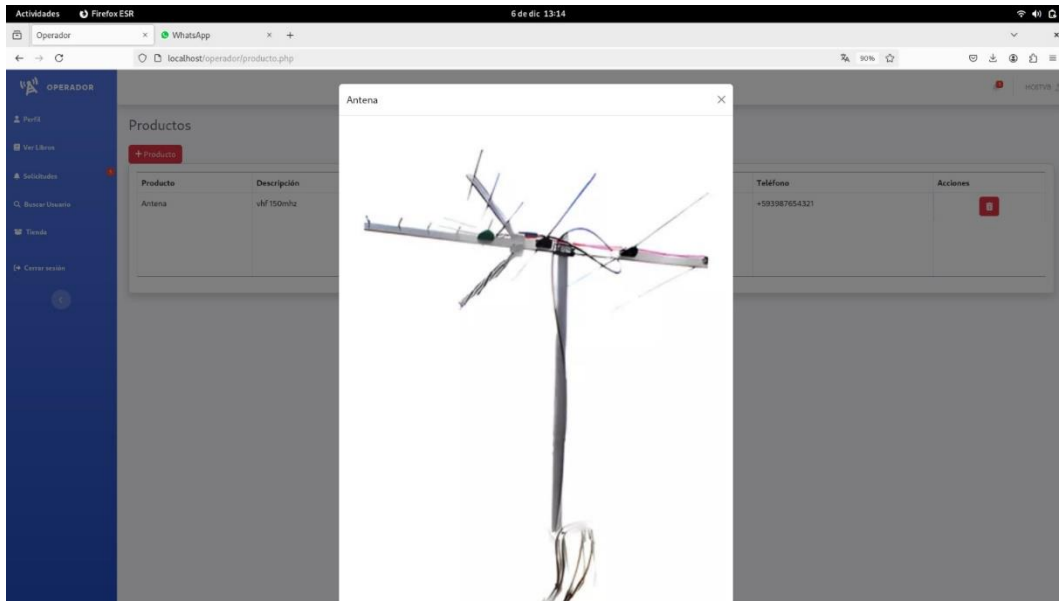 Actividades Firefox ESR 6 de dic 13:14
Operador × WhatsApp × +
localhost/operador/producto.php 90%
OPERADOR
Antena ×
Perfil
Productos
Ver Libros
+ Producto
Solicitudes
Producto Descripción Teléfono Acciones
Buscar Usuario
Antena vhf 150mhz +593987654321
Tienda
Cerrar sesión